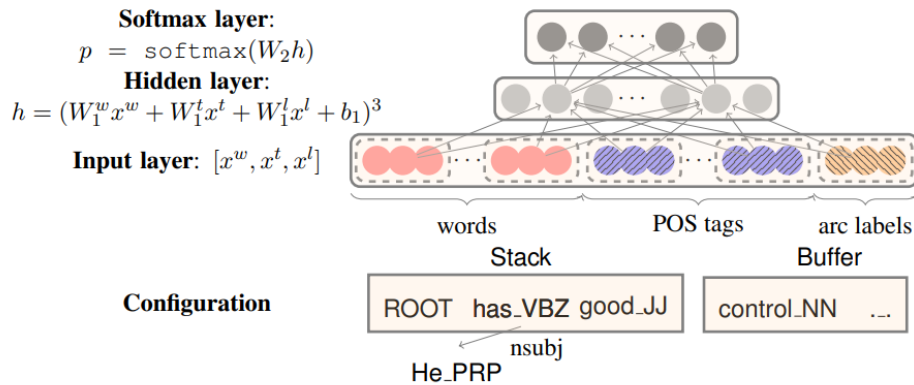 Softmax layer:
p = softmax(W₂h)
Hidden layer:
h = (W₁ʷxʷ + W₁ᵗxᵗ + W₁ˡxˡ + b₁)³
Input layer: [xʷ, xᵗ, xˡ]
···
···
··· ···
words POS tags arc labels
Stack Buffer
Configuration
ROOT has_VBZ good_JJ control_NN ._.
nsubj
He_PRP